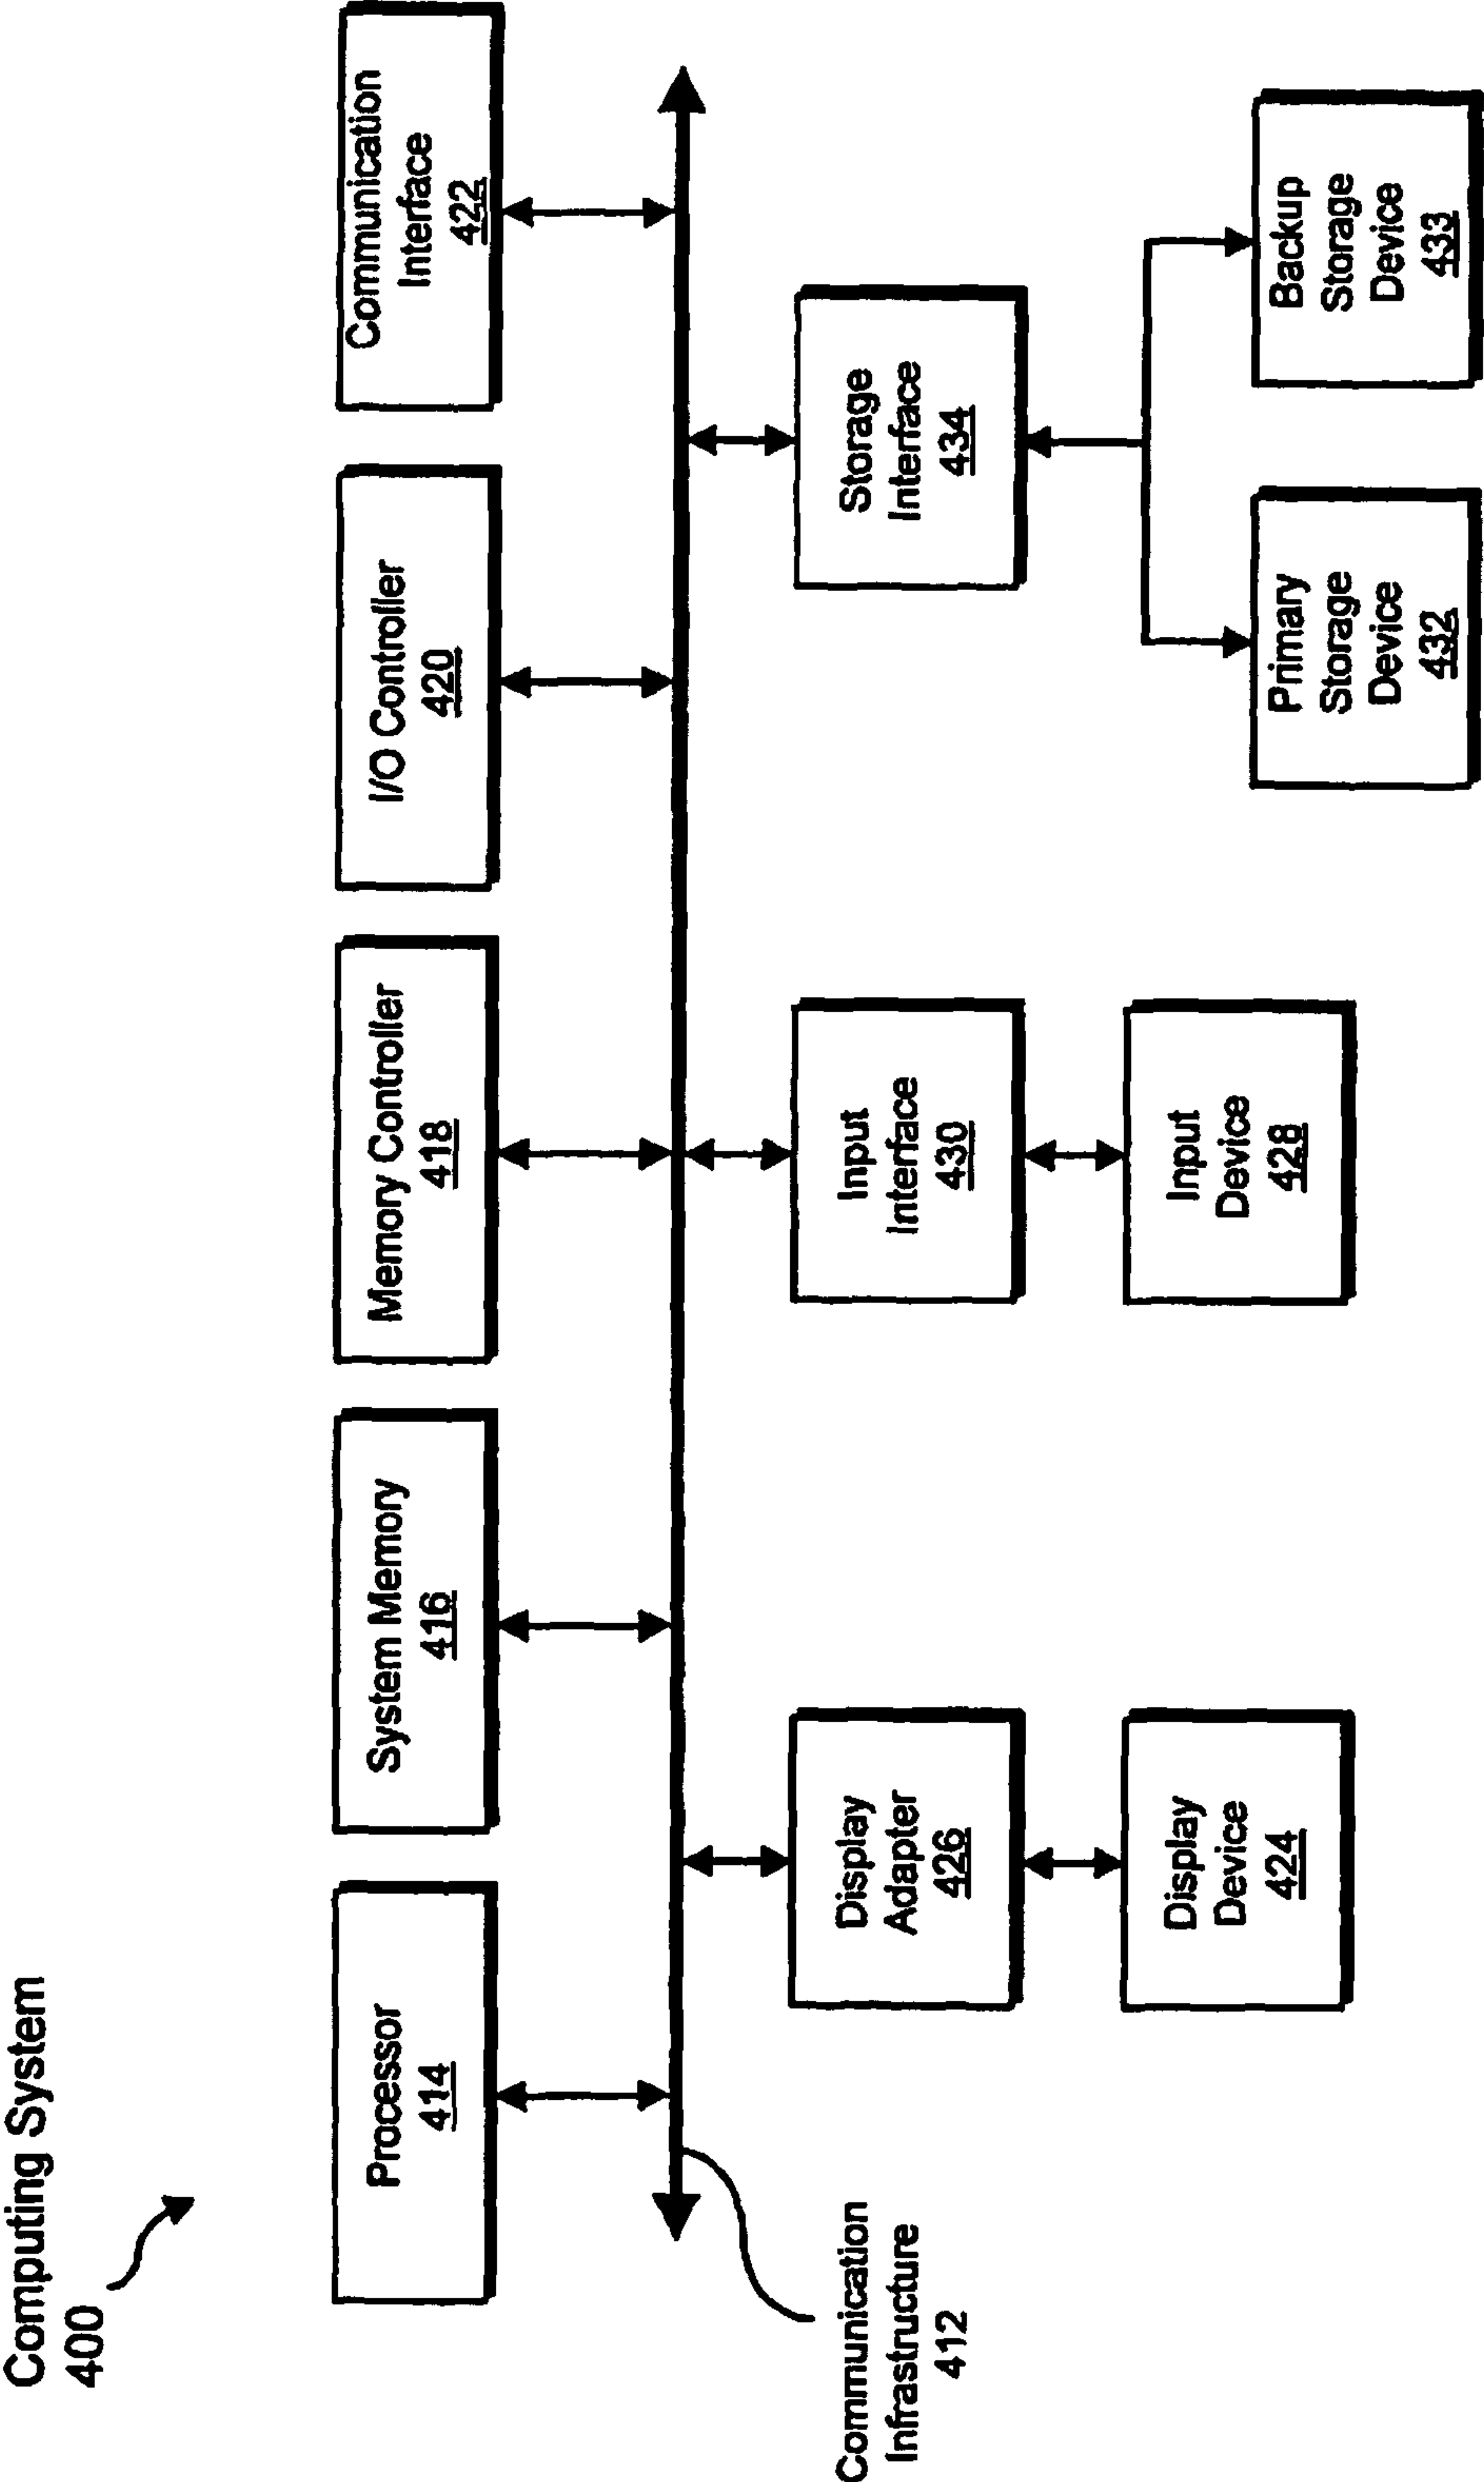 Computing System
400
Processor
414
System Memory
416
Memory Controller
418
I/O Controller
420
Communication
Interface
422
Communication
Infrastructure
412
Display
Adapter
426
Input
Interface
430
Storage
Interface
434
Display
Device
424
Input
Device
428
Primary
Storage
Device
432
Backup
Storage
Device
433